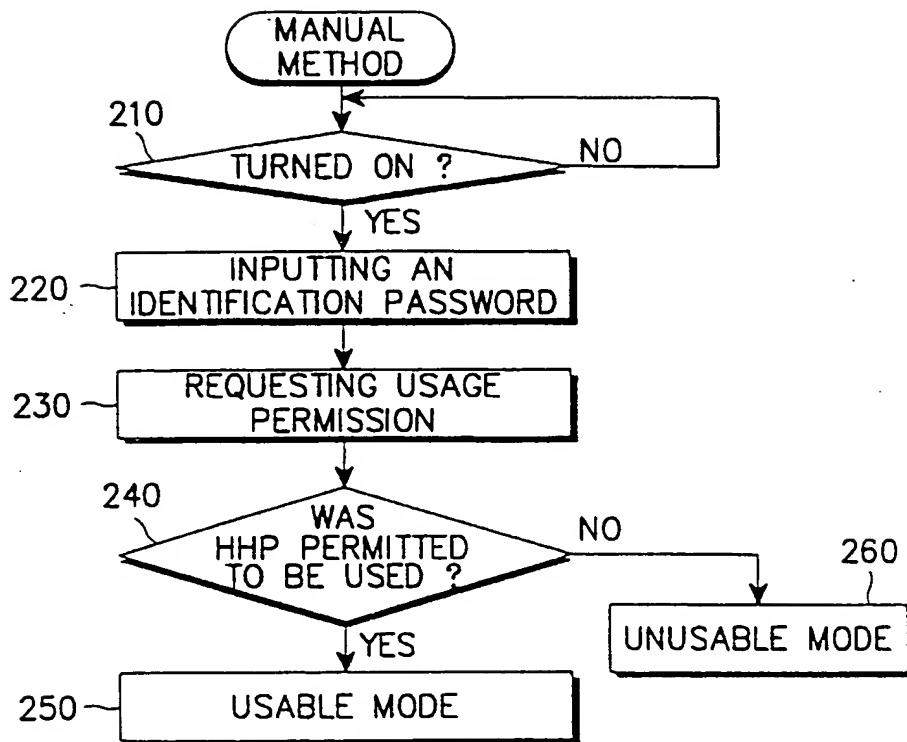 MANUAL
METHOD
210
TURNED ON ?
NO
YES
220
INPUTTING AN
IDENTIFICATION PASSWORD
230
REQUESTING USAGE
PERMISSION
240
WAS
HHP PERMITTED
TO BE USED ?
NO
YES
260
UNUSABLE MODE
250
USABLE MODE